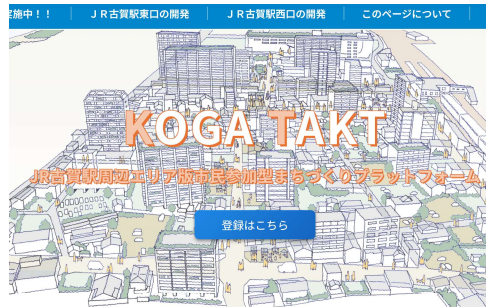 実施中！！
ＪＲ古賀駅東口の開発
ＪＲ古賀駅西口の開発
このページについて
KOGA TAKT
JR古賀駅周辺エリア版市民参加型まちづくりプラットフォーム
登録はこちら